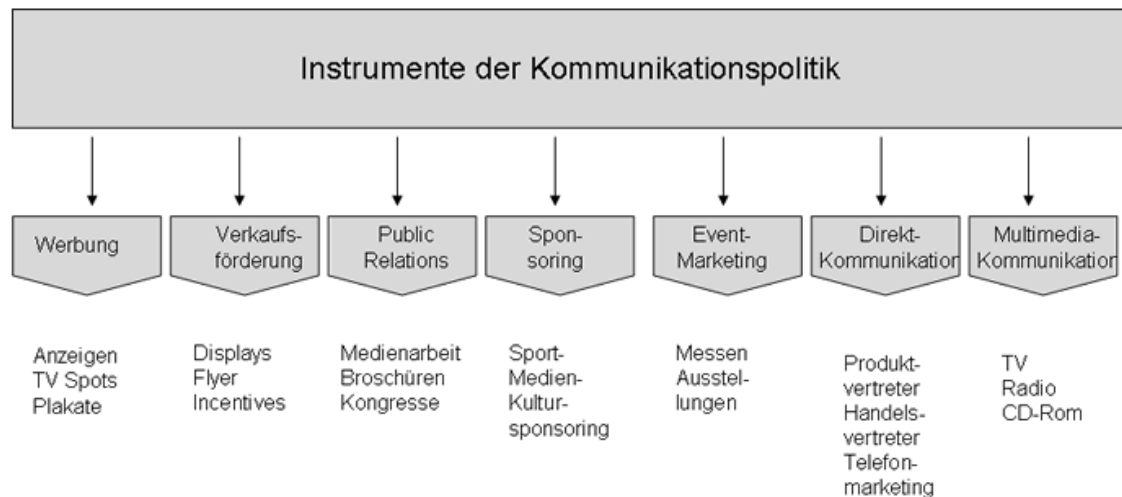 Instrumente der Kommunikationspolitik
Werbung
Verkaufs-
förderung
Public
Relations
Spon-
soring
Event-
Marketing
Direkt-
Kommunikation
Multimedia-
Kommunikation
Anzeigen
TV Spots
Plakate
Displays
Flyer
Incentives
Medienarbeit
Broschüren
Kongresse
Sport-
Medien-
Kultur-
sponsoring
Messen
Ausstel-
lungen
Produkt-
vertreter
Handels-
vertreter
Telefon-
marketing
TV
Radio
CD-Rom